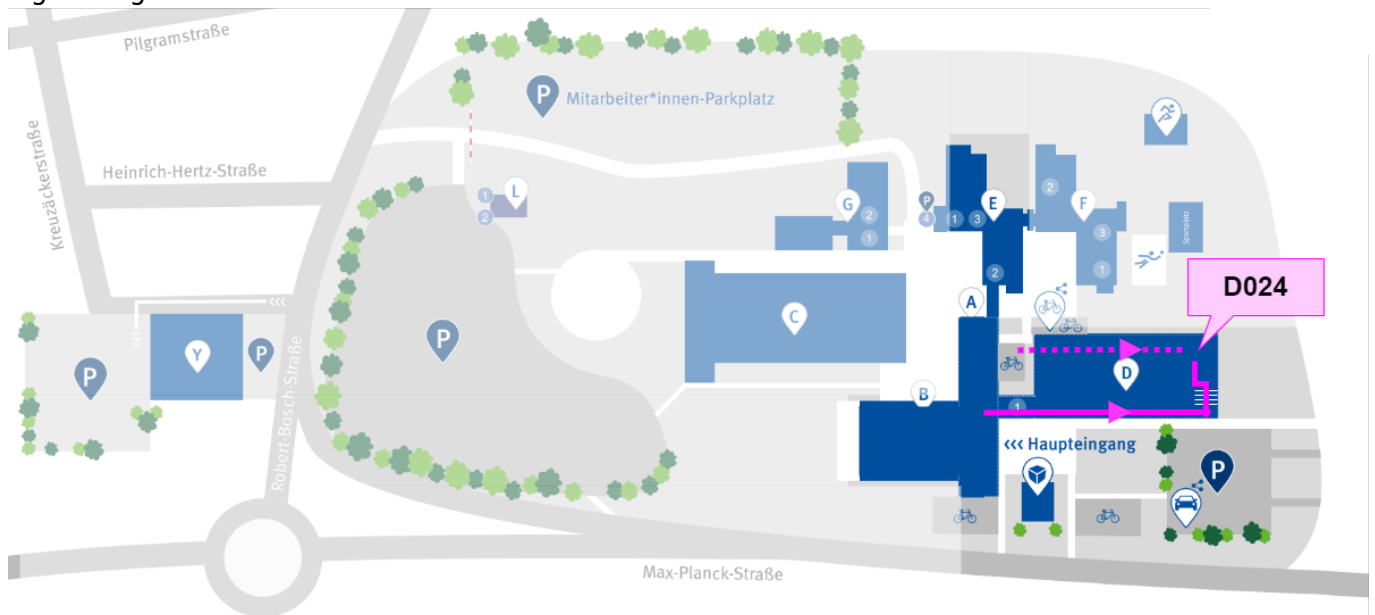 Pilgramstraße
Mitarbeiter*innen-Parkplatz
P
Kreuzäckerstraße
Heinrich-Hertz-Straße
1
L
2
G
2
1
P
4
1
3
E
2
2
F
3
1
Sportplatz
D024
A
C
P
Y
P
P
D
B
1
Robert-Bosch-Straße
‹‹‹ Haupteingang
P
Max-Planck-Straße